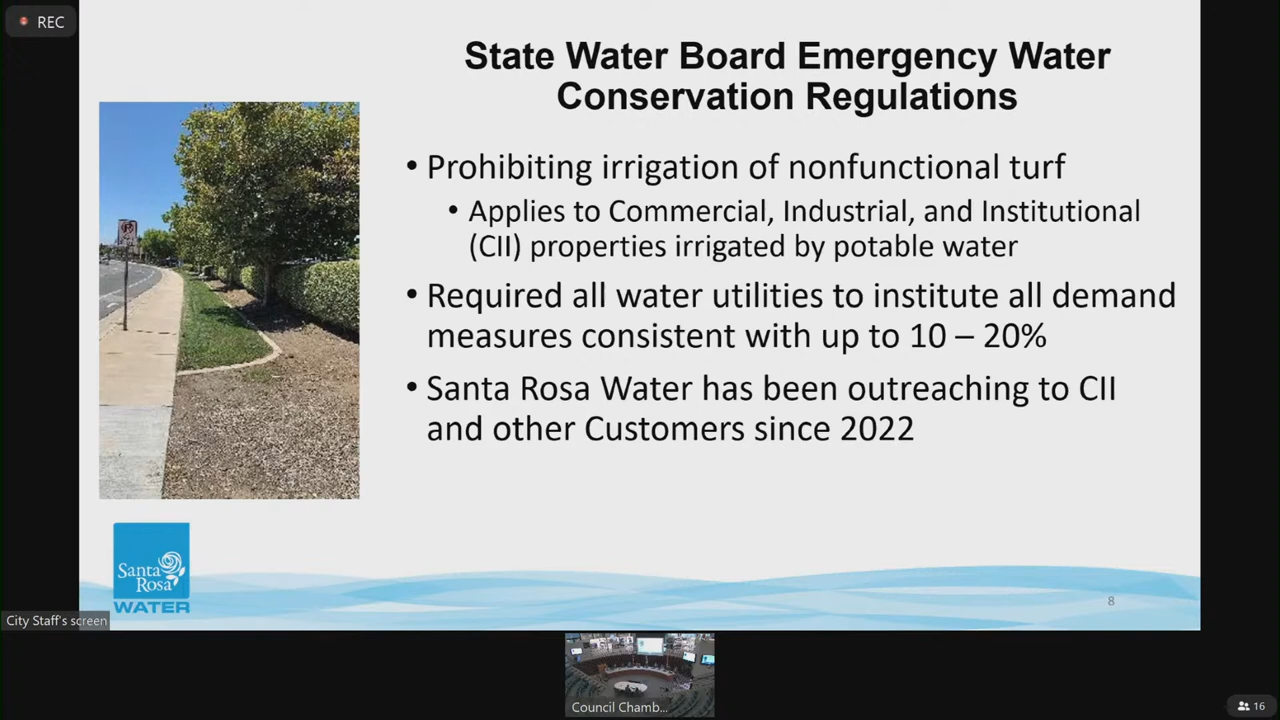 REC
State Water Board Emergency Water
Conservation Regulations
• Prohibiting irrigation of nonfunctional turf
• Applies to Commercial, Industrial, and Institutional
(CII) properties irrigated by potable water
• Required all water utilities to institute all demand
measures consistent with up to 10 – 20%
• Santa Rosa Water has been outreaching to CII
and other Customers since 2022
Santa
Rosa
WATER
8
City Staff's screen
Council Chamb...
16